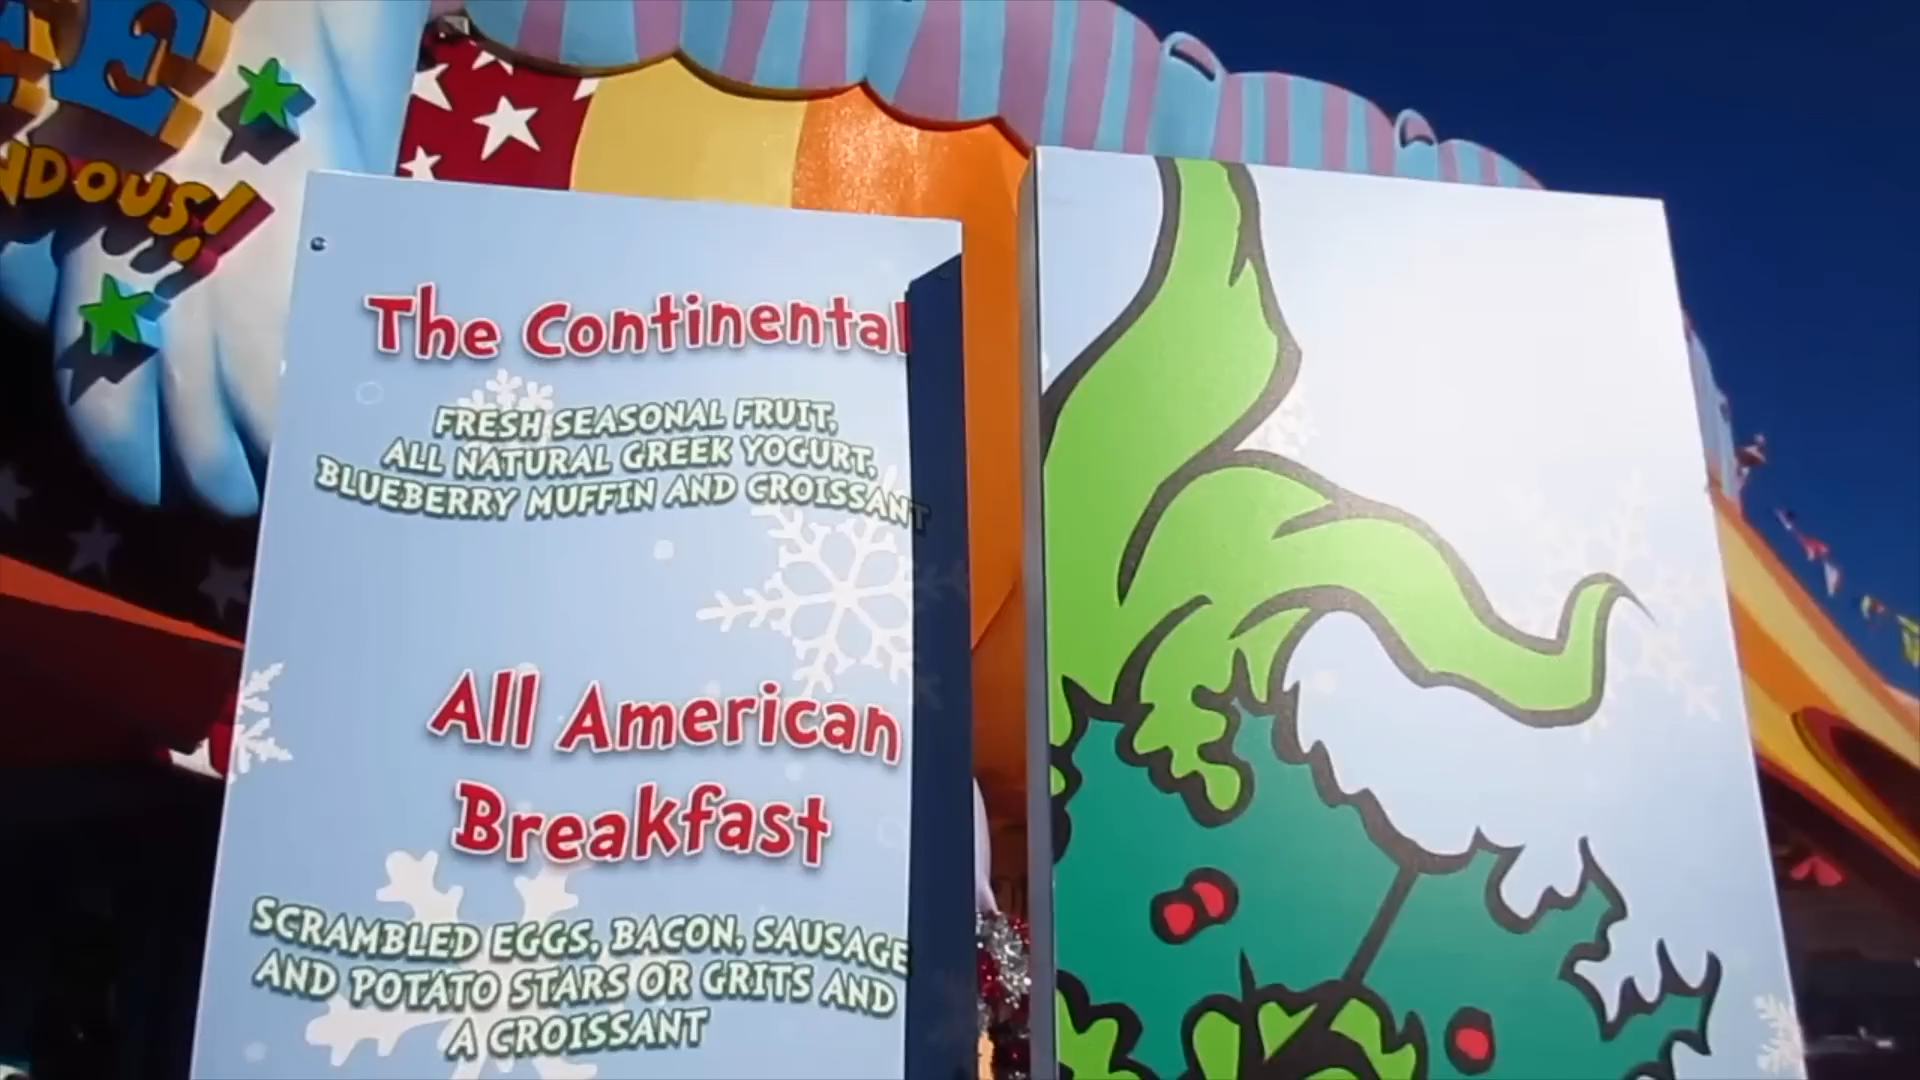 The Continental
FRESH SEASONAL FRUIT,
ALL NATURAL GREEK YOGURT,
BLUEBERRY MUFFIN AND CROISSANT
All American
Breakfast
SCRAMBLED EGGS, BACON, SAUSAGE
AND POTATO STARS OR GRITS AND
A CROISSANT